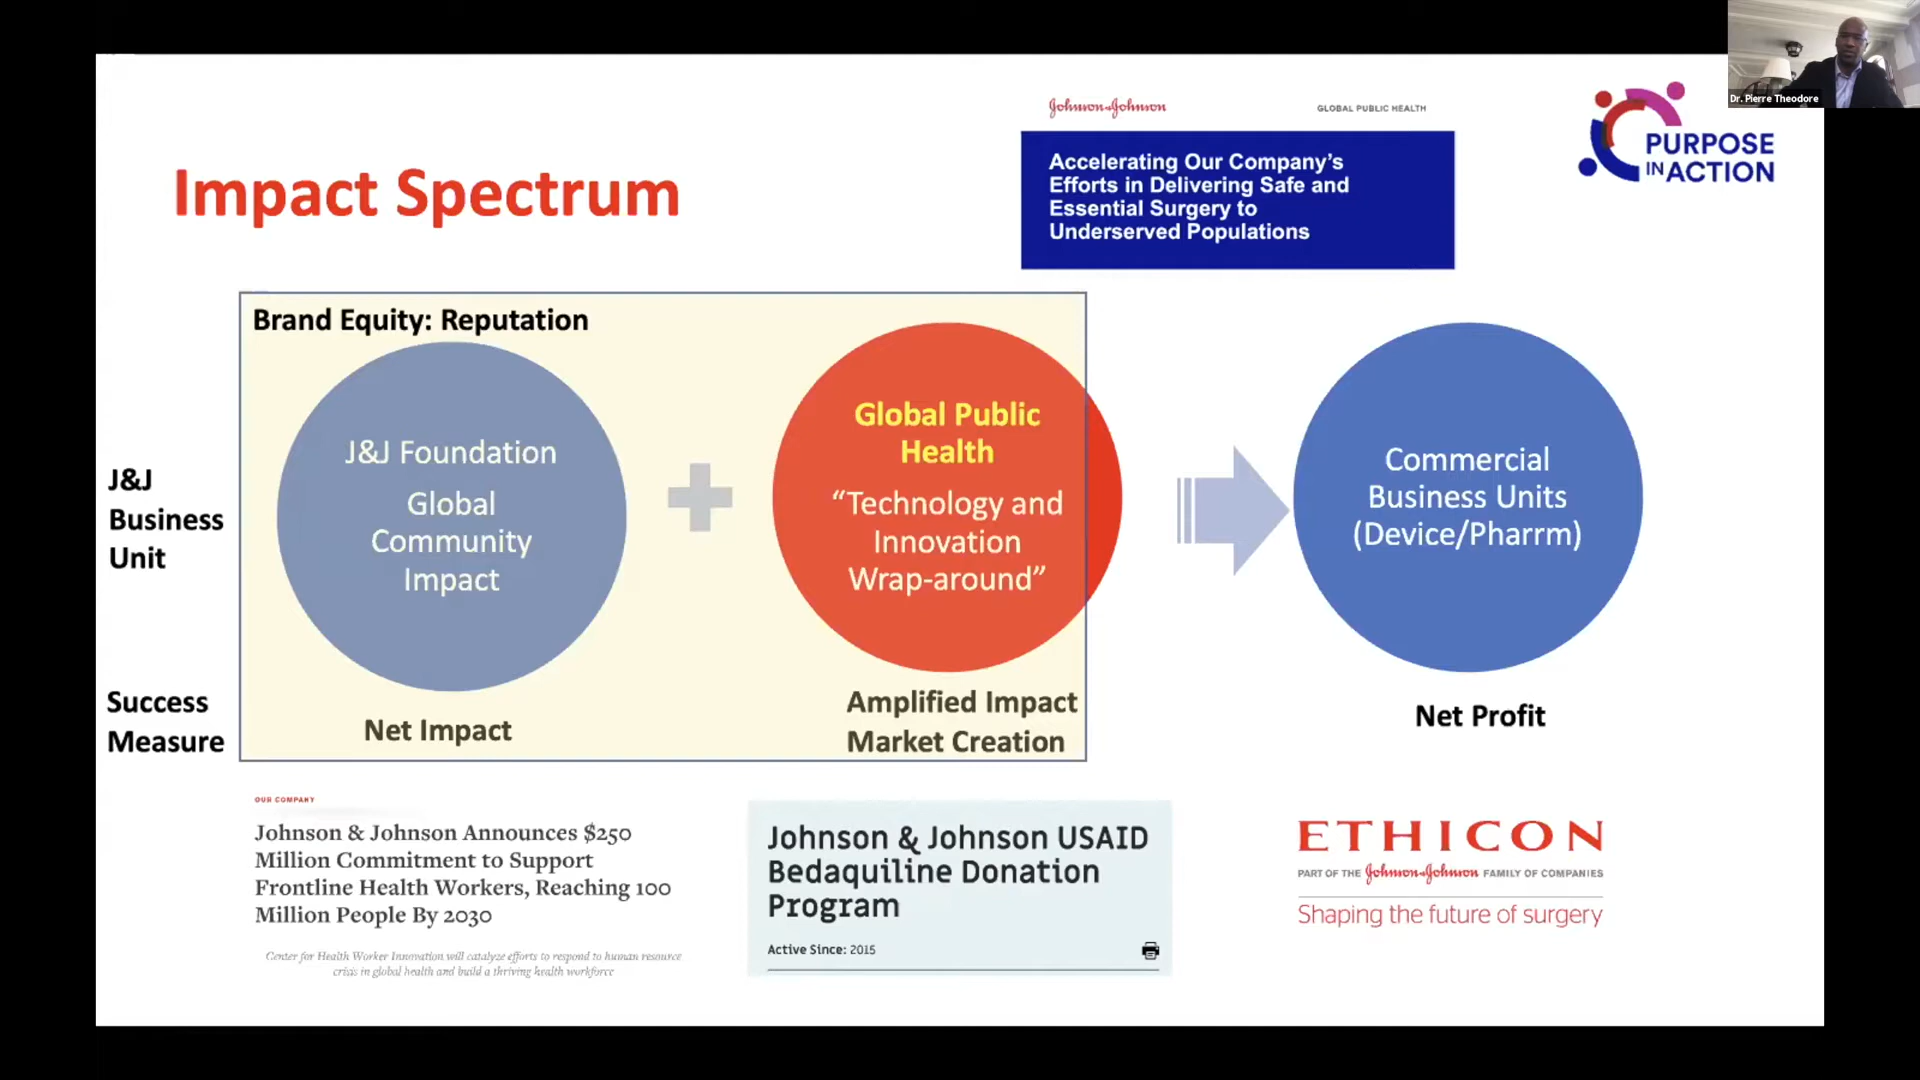 Dr. Pierre Theodore
Johnson & Johnson
GLOBAL PUBLIC HEALTH
PURPOSE
IN ACTION
Accelerating Our Company's
Efforts in Delivering Safe and
Essential Surgery to
Underserved Populations
Impact Spectrum
Brand Equity: Reputation
J&J
Business
Unit
J&J Foundation
Global
Community
Impact
Global Public
Health
“Technology and
Innovation
Wrap-around”
Commercial
Business Units
(Device/Pharrm)
Success
Measure
Net Impact
Amplified Impact
Market Creation
Net Profit
OUR COMPANY
Johnson & Johnson Announces $250
Million Commitment to Support
Frontline Health Workers, Reaching 100
Million People By 2030
Center for Health Worker Innovation will catalyze efforts to respond to human resource
crisis in global health and build a thriving health workforce
Johnson & Johnson USAID
Bedaquiline Donation
Program
Active Since: 2015
ETHICON
PART OF THE Johnson & Johnson FAMILY OF COMPANIES
Shaping the future of surgery